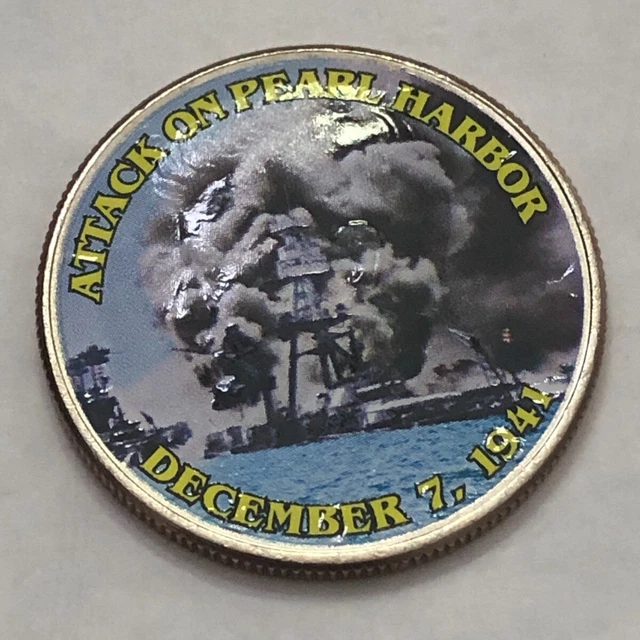 ATTACK ON PEARL HARBOR
DECEMBER 7, 1941